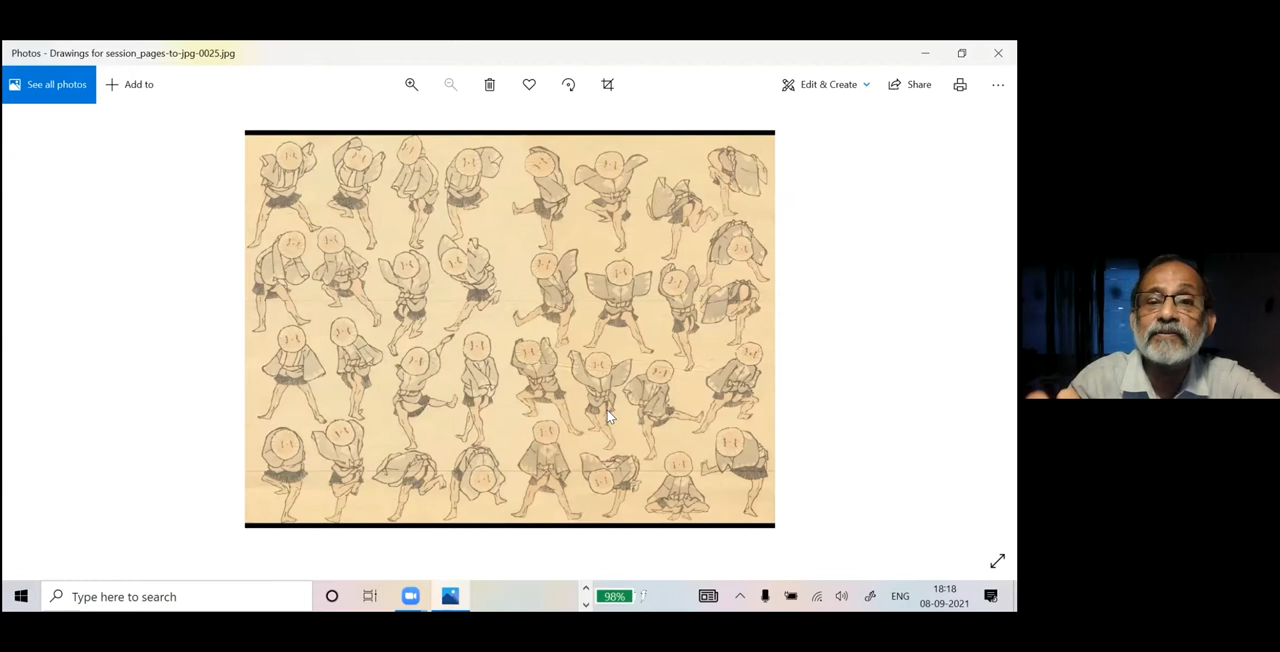 Photos - Drawings for session_pages-to-jpg-0025.jpg
See all photos
Add to
Edit & Create
Share
Type here to search
98%
ENG
18:18
08-09-2021